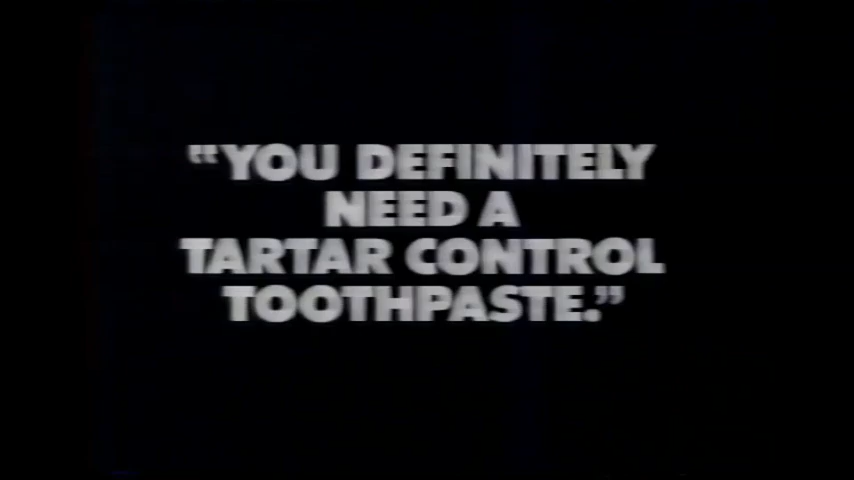 “YOU DEFINITELY
NEED A
TARTAR CONTROL
TOOTHPASTE.”